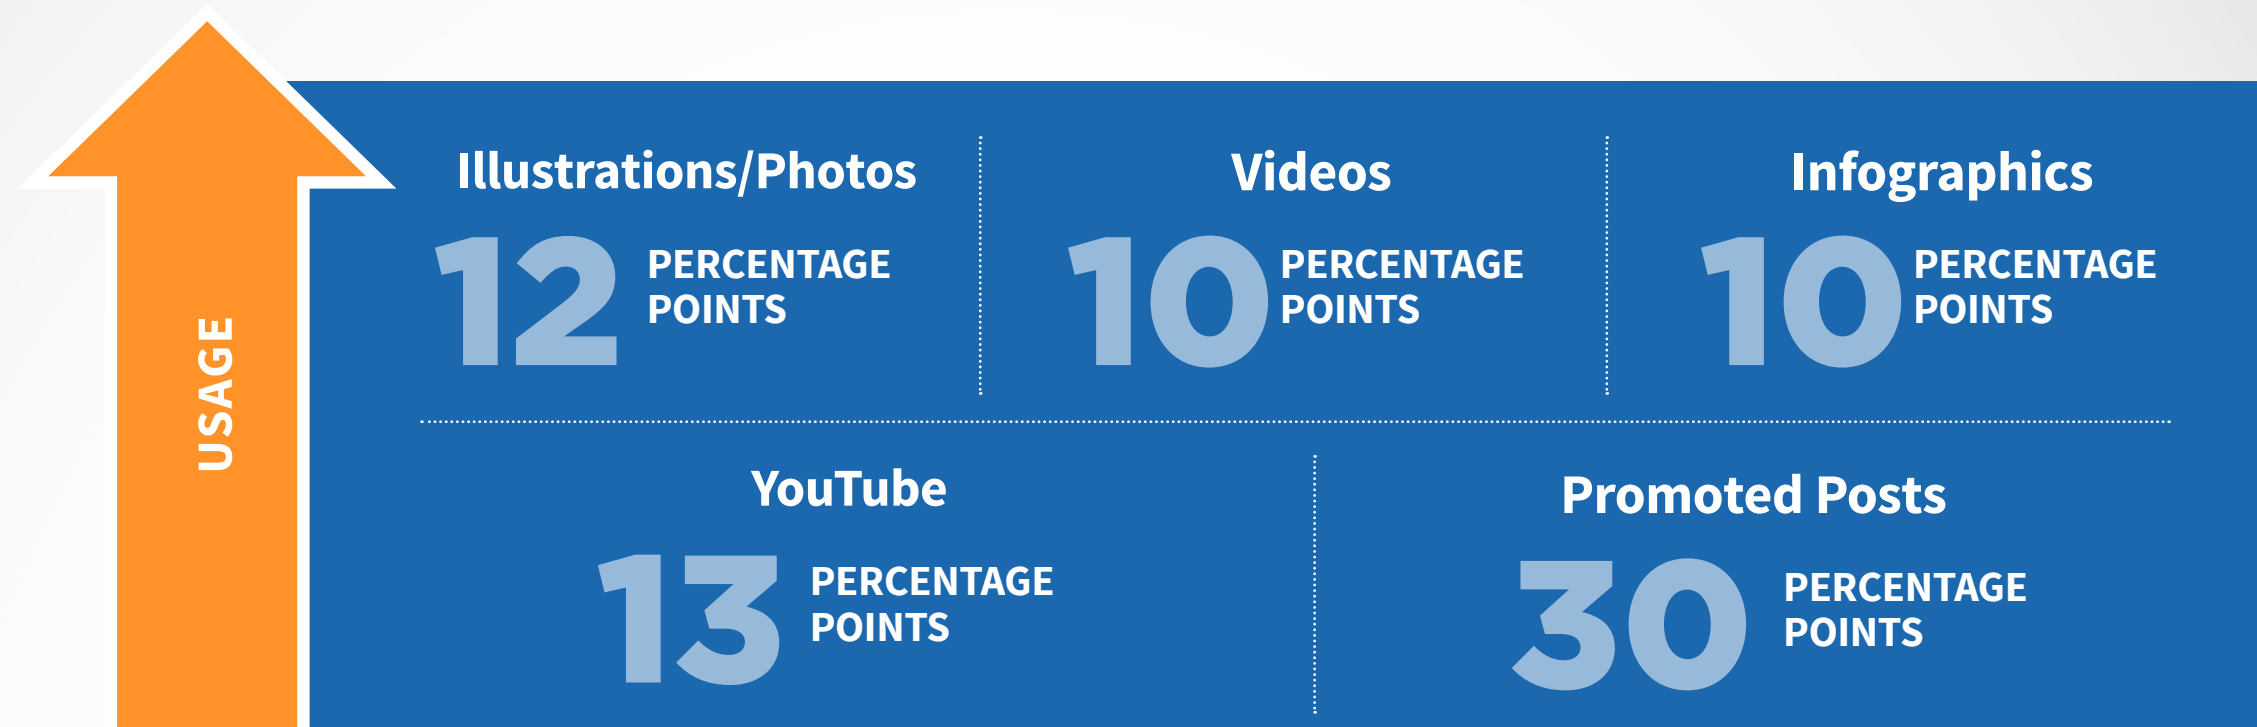 USAGE
Illustrations/Photos
12 PERCENTAGE
POINTS
Videos
10 PERCENTAGE
POINTS
Infographics
10 PERCENTAGE
POINTS
YouTube
13 PERCENTAGE
POINTS
Promoted Posts
30 PERCENTAGE
POINTS